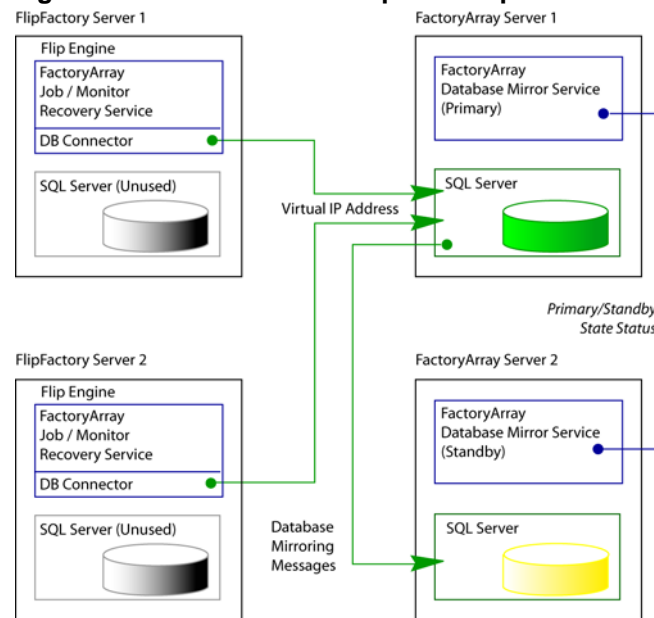 FlipFactory Server 1
Flip Engine
FactoryArray
Job / Monitor
Recovery Service
DB Connector
SQL Server (Unused)
FactoryArray Server 1
FactoryArray
Database Mirror Service
(Primary)
SQL Server
Virtual IP Address
Primary/Standby
State Status
FlipFactory Server 2
Flip Engine
FactoryArray
Job / Monitor
Recovery Service
DB Connector
SQL Server (Unused)
Database
Mirroring
Messages
FactoryArray Server 2
FactoryArray
Database Mirror Service
(Standby)
SQL Server